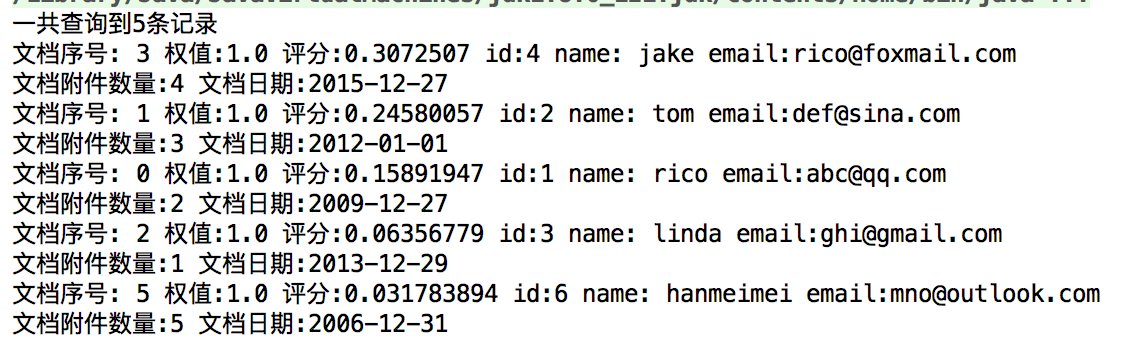 一共查询到5条记录
文档序号: 3 权值:1.0 评分:0.3072507 id:4 name: jake email:rico@foxmail.com
文档附件数量:4 文档日期:2015-12-27
文档序号: 1 权值:1.0 评分:0.24580057 id:2 name: tom email:def@sina.com
文档附件数量:3 文档日期:2012-01-01
文档序号: 0 权值:1.0 评分:0.15891947 id:1 name: rico email:abc@qq.com
文档附件数量:2 文档日期:2009-12-27
文档序号: 2 权值:1.0 评分:0.06356779 id:3 name: linda email:ghi@gmail.com
文档附件数量:1 文档日期:2013-12-29
文档序号: 5 权值:1.0 评分:0.031783894 id:6 name: hanmeimei email:mno@outlook.com
文档附件数量:5 文档日期:2006-12-31